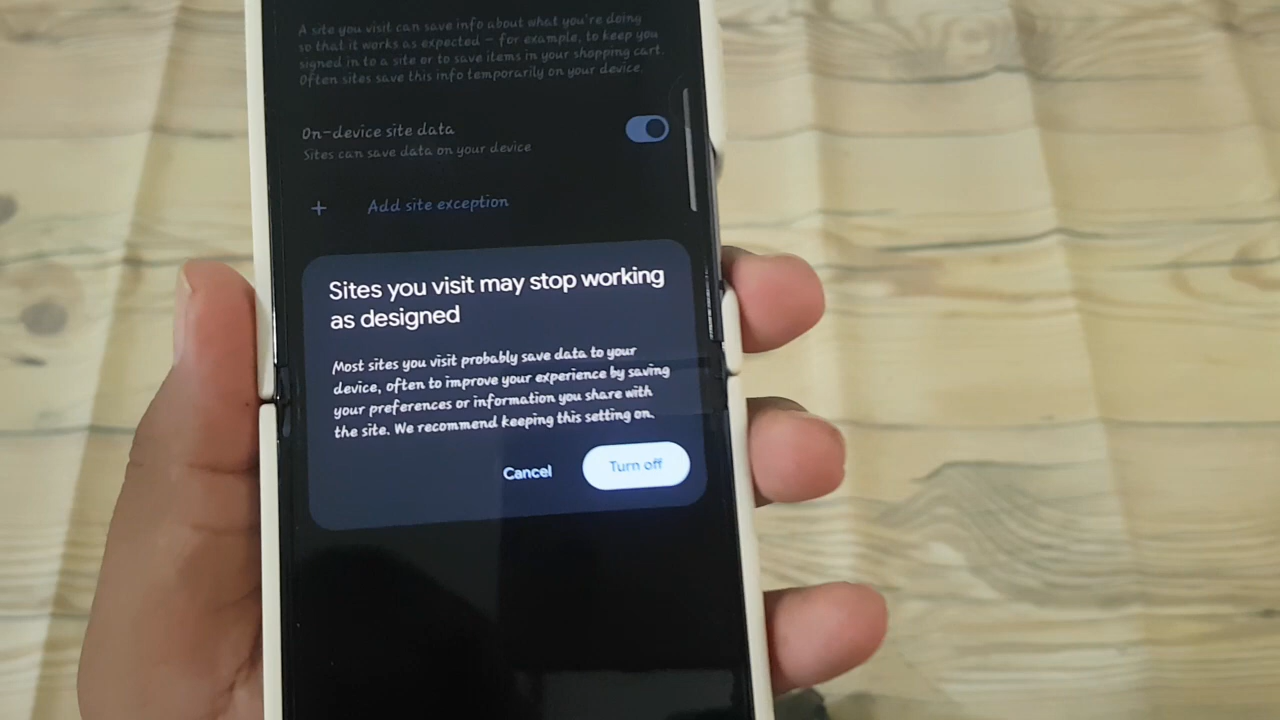 A site you visit can save info about what you're doing
so that it works as expected – for example, to keep you
signed in to a site or to save items in your shopping cart.
Often sites save this info temporarily on your device.
On-device site data
Sites can save data on your device
+ Add site exception
Sites you visit may stop working
as designed
Most sites you visit probably save data to your
device, often to improve your experience by saving
your preferences or information you share with
the site. We recommend keeping this setting on.
Cancel Turn off